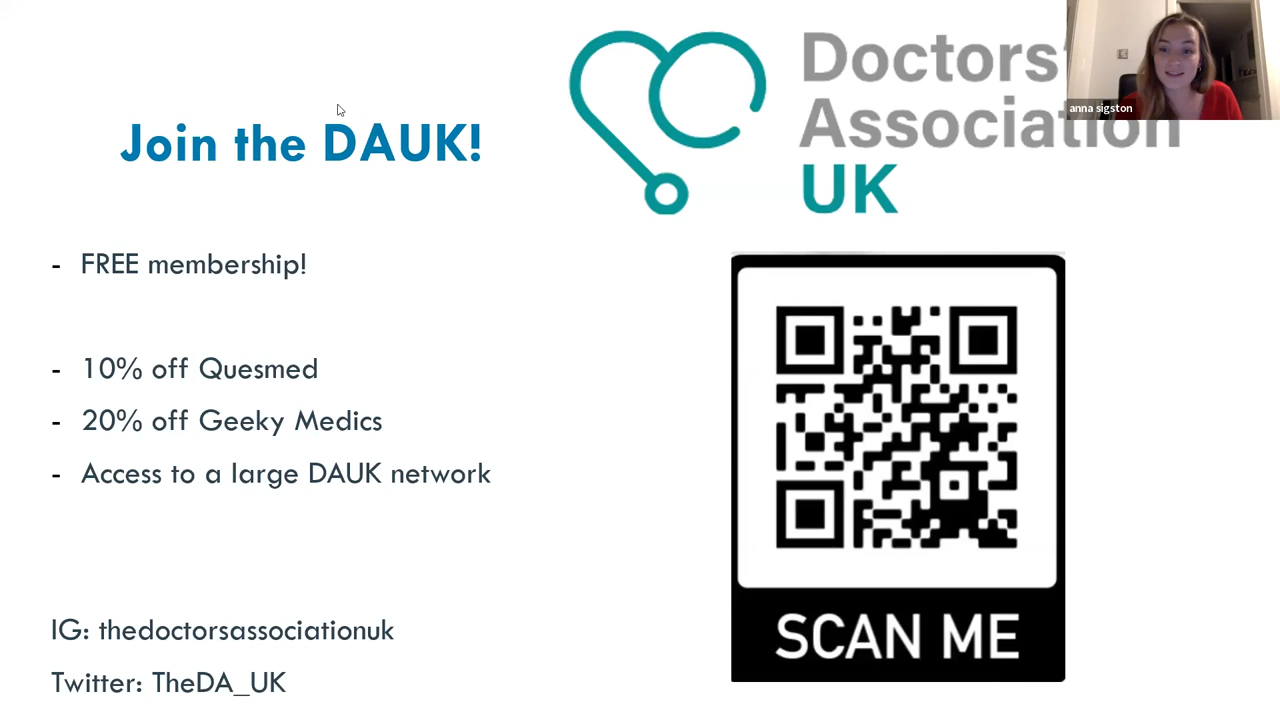 Join the DAUK!
- FREE membership!
- 10% off Quesmed
- 20% off Geeky Medics
- Access to a large DAUK network
IG: thedoctorsassociationuk
Twitter: TheDA_UK
Doctors'
Association
UK
anna sigston
SCAN ME